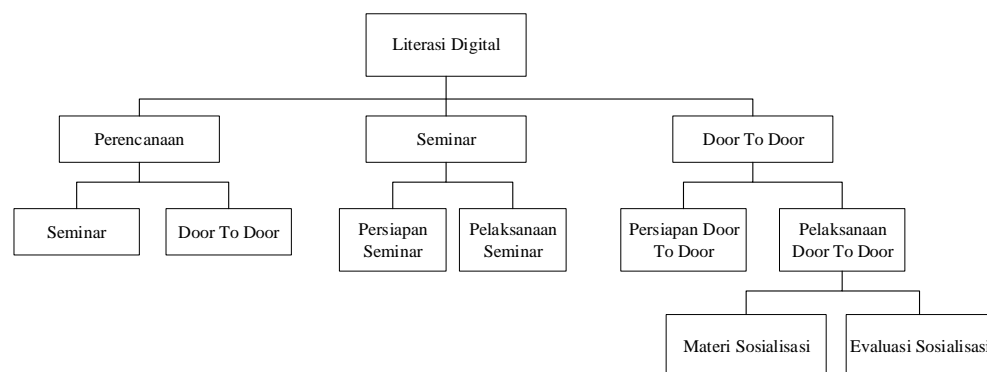 Literasi Digital
Perencanaan
Seminar
Door To Door
Seminar
Door To Door
Persiapan
Seminar
Pelaksanaan
Seminar
Persiapan Door
To Door
Pelaksanaan
Door To Door
Materi Sosialisasi
Evaluasi Sosialisasi